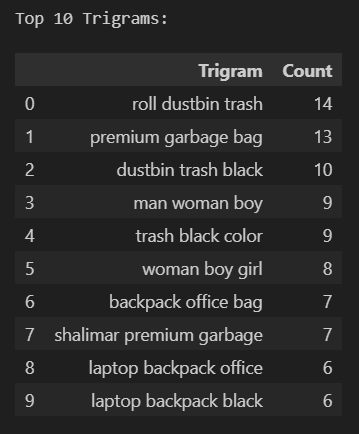 Top 10 Trigrams:
Trigram Count
0 roll dustbin trash 14
1 premium garbage bag 13
2 dustbin trash black 10
3 man woman boy 9
4 trash black color 9
5 woman boy girl 8
6 backpack office bag 7
7 shalimar premium garbage 7
8 laptop backpack office 6
9 laptop backpack black 6